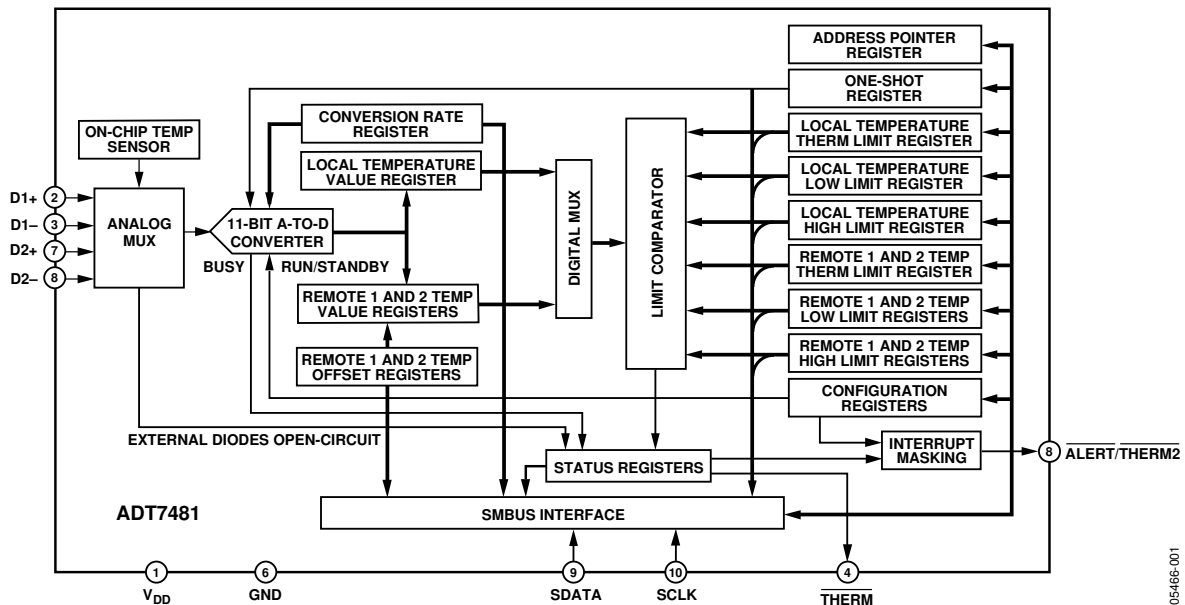 ADDRESS POINTER
REGISTER
ONE-SHOT
REGISTER
ON-CHIP TEMP
SENSOR
CONVERSION RATE
REGISTER
LOCAL TEMPERATURE
THERM LIMIT REGISTER
LOCAL TEMPERATURE
VALUE REGISTER
LOCAL TEMPERATURE
LOW LIMIT REGISTER
D1+ 2
D1– 3
D2+ 7
D2– 8
ANALOG
MUX
11-BIT A-TO-D
CONVERTER
BUSY
RUN/STANDBY
DIGITAL MUX
LIMIT COMPARATOR
LOCAL TEMPERATURE
HIGH LIMIT REGISTER
REMOTE 1 AND 2 TEMP
THERM LIMIT REGISTER
REMOTE 1 AND 2 TEMP
VALUE REGISTERS
REMOTE 1 AND 2 TEMP
LOW LIMIT REGISTERS
REMOTE 1 AND 2 TEMP
OFFSET REGISTERS
REMOTE 1 AND 2 TEMP
HIGH LIMIT REGISTERS
CONFIGURATION
REGISTERS
EXTERNAL DIODES OPEN-CIRCUIT
INTERRUPT
MASKING
8 ALERT/THERM2
STATUS REGISTERS
ADT7481
SMBUS INTERFACE
1
VDD
6
GND
9
SDATA
10
SCLK
4
THERM
05466-001